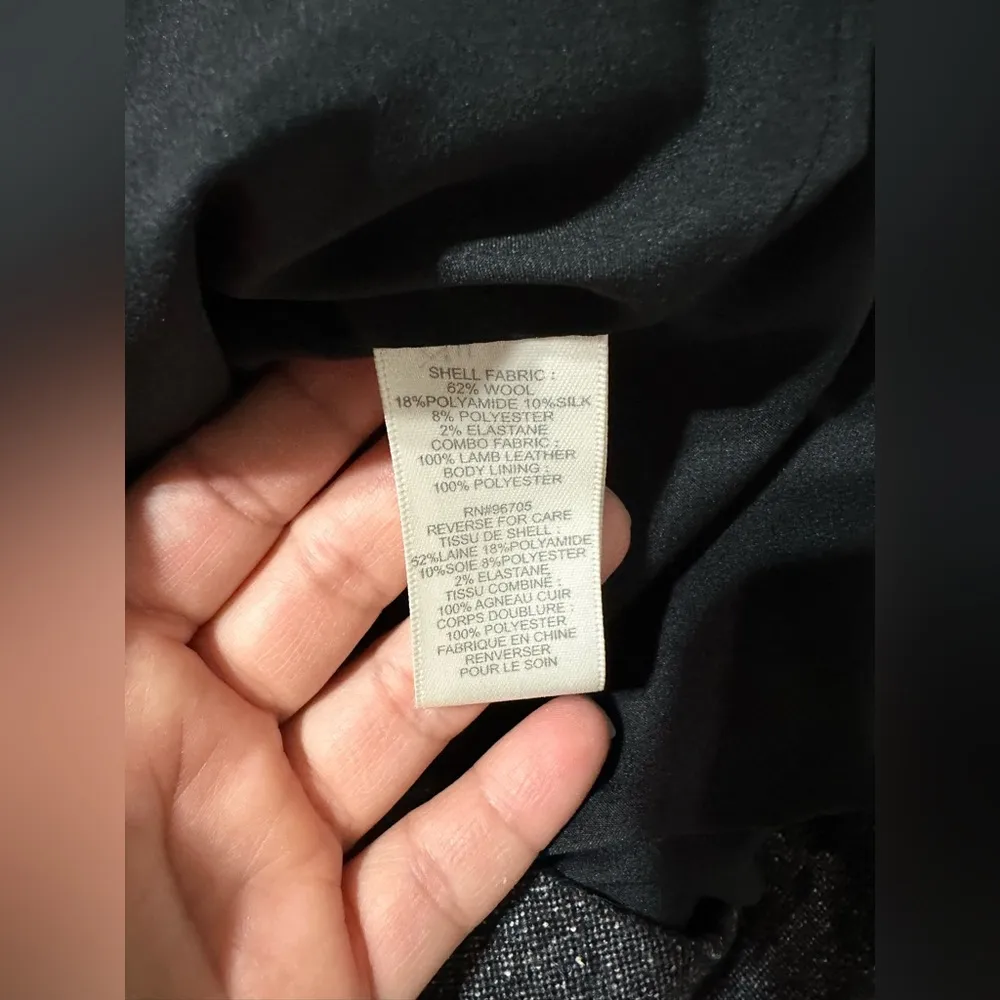 SHELL FABRIC :
62% WOOL
18%POLYAMIDE 10%SILK
8% POLYESTER
2% ELASTANE
COMBO FABRIC :
100% LAMB LEATHER
BODY LINING :
100% POLYESTER
RN#96705
REVERSE FOR CARE
TISSU DE SHELL :
62%LAINE 18%POLYAMIDE
10%SOIE 8%POLYESTER
2% ELASTANE
TISSU COMBINÉ :
100% AGNEAU CUIR
CORPS DOUBLURE :
100% POLYESTER
FABRIQUE EN CHINE
RENVERSER
POUR LE SOIN